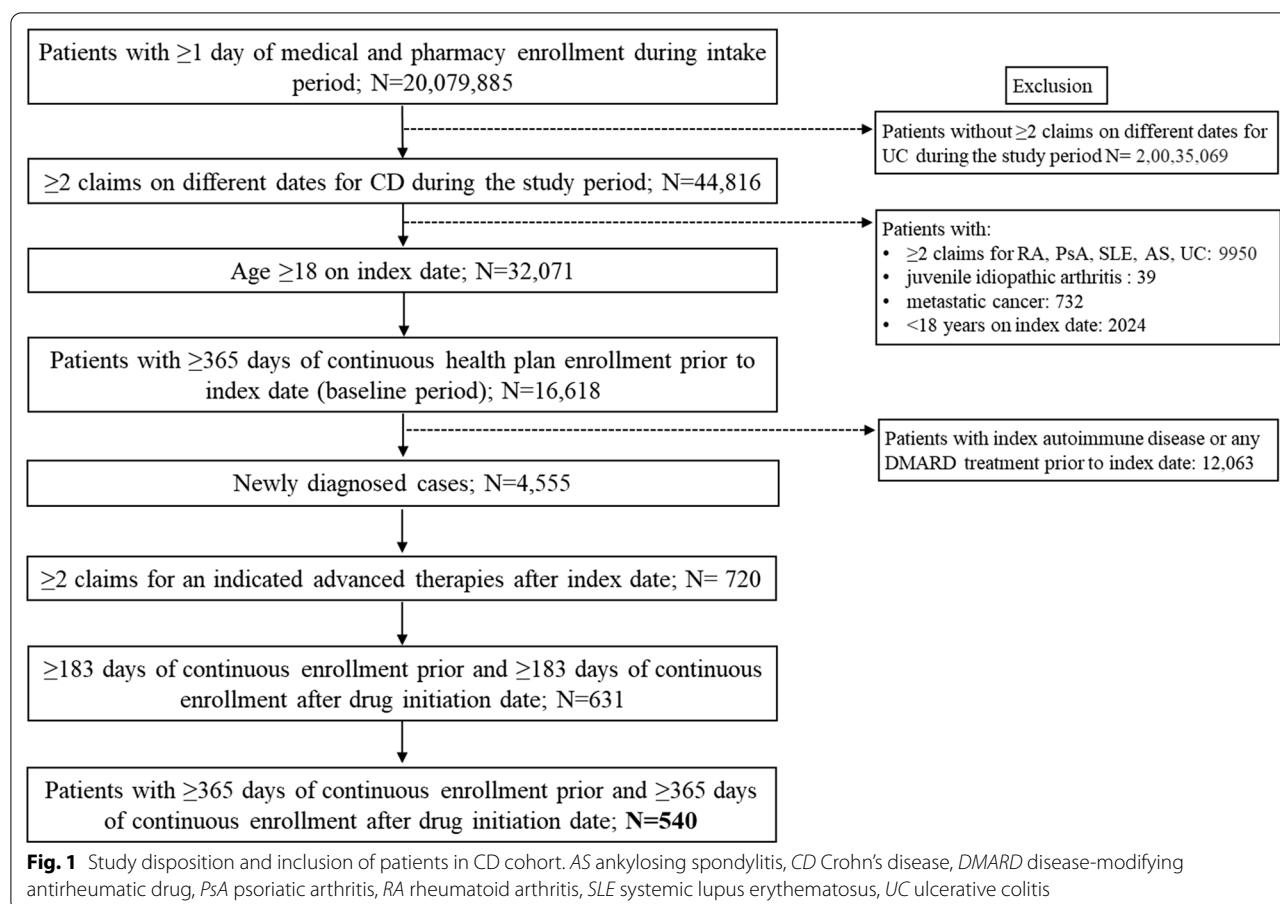 Patients with ≥1 day of medical and pharmacy enrollment during intake
period; N=20,079,885
Exclusion
Patients without ≥2 claims on different dates for
UC during the study period N= 2,00,35,069
≥2 claims on different dates for CD during the study period; N=44,816
Patients with:
• ≥2 claims for RA, PsA, SLE, AS, UC: 9950
• juvenile idiopathic arthritis : 39
• metastatic cancer: 732
• <18 years on index date: 2024
Age ≥18 on index date; N=32,071
Patients with ≥365 days of continuous health plan enrollment prior to
index date (baseline period); N=16,618
Patients with index autoimmune disease or any
DMARD treatment prior to index date: 12,063
Newly diagnosed cases; N=4,555
≥2 claims for an indicated advanced therapies after index date; N= 720
≥183 days of continuous enrollment prior and ≥183 days of continuous
enrollment after drug initiation date; N=631
Patients with ≥365 days of continuous enrollment prior and ≥365 days
of continuous enrollment after drug initiation date; N=540
Fig. 1 Study disposition and inclusion of patients in CD cohort. AS ankylosing spondylitis, CD Crohn's disease, DMARD disease-modifying
antirheumatic drug, PsA psoriatic arthritis, RA rheumatoid arthritis, SLE systemic lupus erythematosus, UC ulcerative colitis